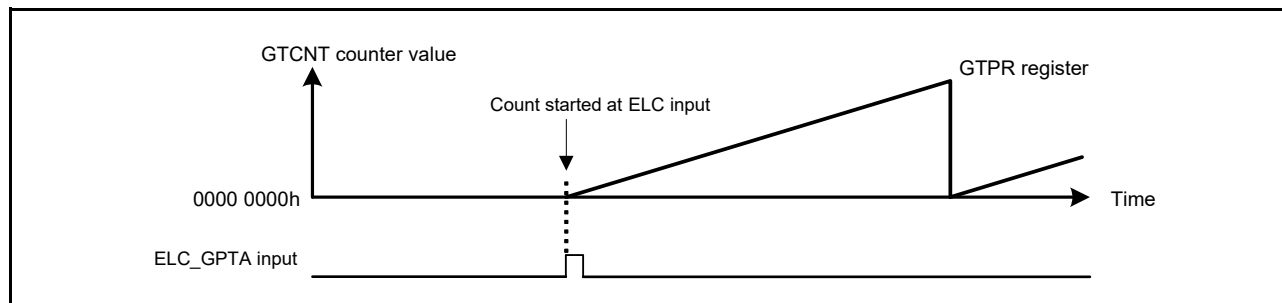 GTCNT counter value
GTPR register
Count started at ELC input
0000 0000h
Time
ELC_GPTA input